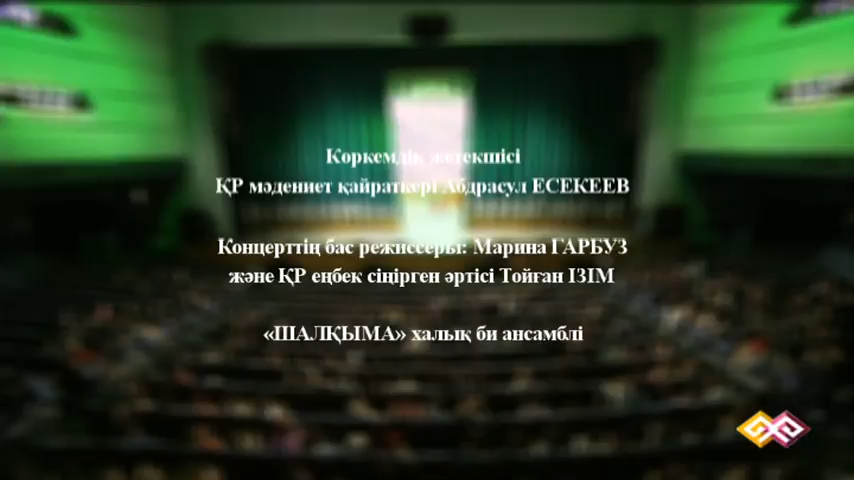 Көркемдік жетекшісі
ҚР мәдениет қайраткері Абдрасул ЕСЕКЕЕВ
Концерттің бас режиссеры: Марина ГАРБУЗ
және ҚР еңбек сіңірген әртісі Тойған ІЗІМ
«ШАЛҚЫМА» халық би ансамблі